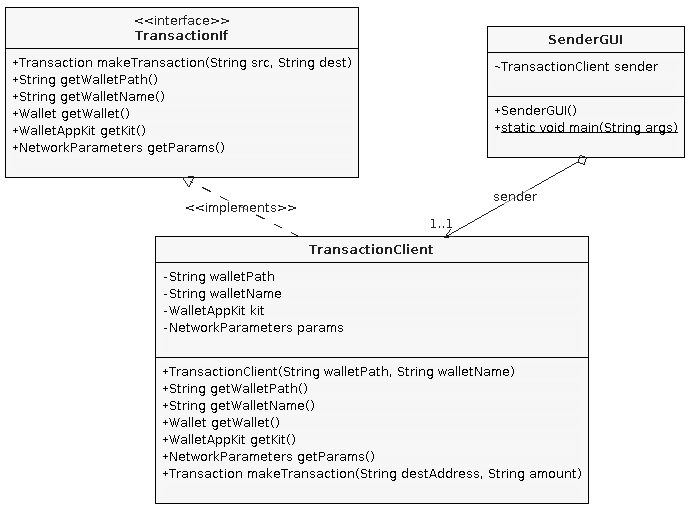 <<interface>>
TransactionIf
+Transaction makeTransaction(String src, String dest)
+String getWalletPath()
+String getWalletName()
+Wallet getWallet()
+WalletAppKit getKit()
+NetworkParameters getParams()
SenderGUI
~TransactionClient sender
+SenderGUI()
+static void main(String args)
<<implements>>
sender
1..1
TransactionClient
-String walletPath
-String walletName
-WalletAppKit kit
-NetworkParameters params
+TransactionClient(String walletPath, String walletName)
+String getWalletPath()
+String getWalletName()
+Wallet getWallet()
+WalletAppKit getKit()
+NetworkParameters getParams()
+Transaction makeTransaction(String destAddress, String amount)